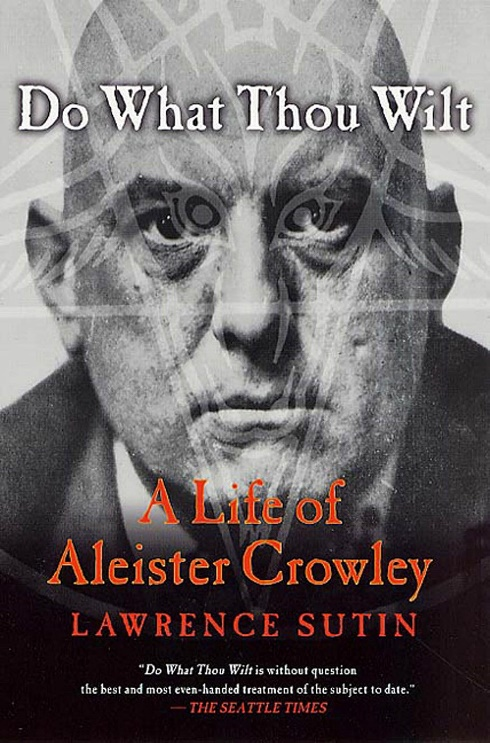 Do What Thou Wilt
A Life of
Aleister Crowley
LAWRENCE SUTIN
"Do What Thou Wilt is without question
the best and most even-handed treatment of the subject to date."
— THE SEATTLE TIMES